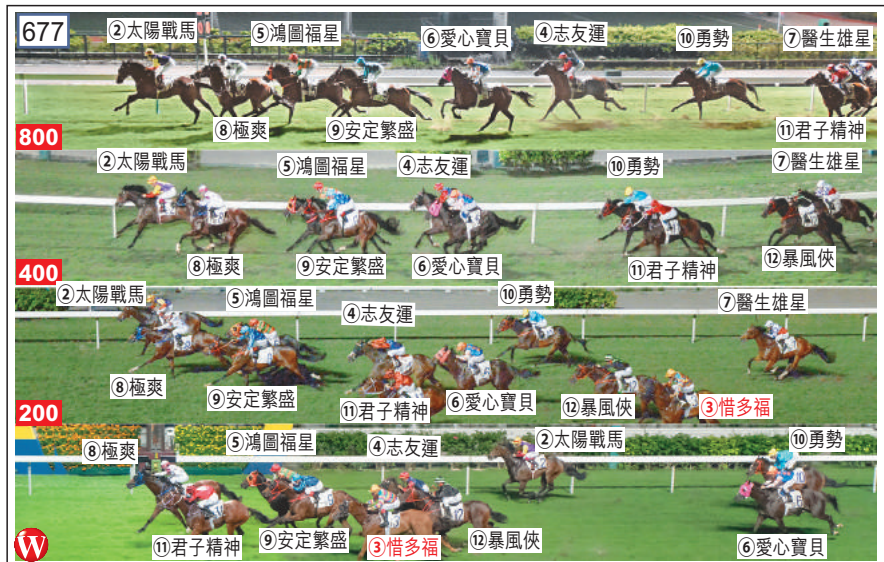 677
②太陽戰馬 ⑤鴻圖福星 ⑥愛心寶貝 ④志友運 ⑩勇勢 ⑦醫生雄星
800 ⑧極爽 ⑨安定繁盛 ⑪君子精神
②太陽戰馬 ⑤鴻圖福星 ④志友運 ⑩勇勢 ⑦醫生雄星
400 ⑧極爽 ⑨安定繁盛 ⑥愛心寶貝 ⑪君子精神 ⑫暴風俠
②太陽戰馬 ⑤鴻圖福星 ④志友運 ⑩勇勢 ⑦醫生雄星
200 ⑧極爽 ⑨安定繁盛 ⑪君子精神 ⑥愛心寶貝 ⑫暴風俠 ③惜多福
⑧極爽 ⑤鴻圖福星 ④志友運 ②太陽戰馬 ⑩勇勢
W ⑪君子精神 ⑨安定繁盛 ③惜多福 ⑫暴風俠 ⑥愛心寶貝